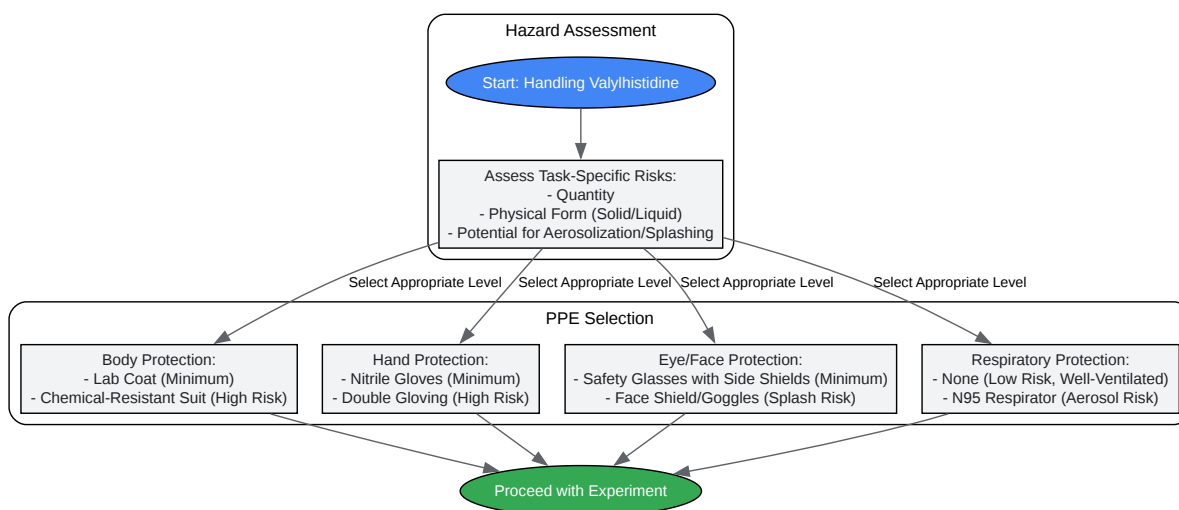 Hazard Assessment
Start: Handling Valylhistidine
Assess Task-Specific Risks:
- Quantity
- Physical Form (Solid/Liquid)
- Potential for Aerosolization/Splashing
Select Appropriate Level
Select Appropriate Level
Select Appropriate Level
Select Appropriate Level
PPE Selection
Body Protection:
- Lab Coat (Minimum)
- Chemical-Resistant Suit (High Risk)
Hand Protection:
- Nitrile Gloves (Minimum)
- Double Gloving (High Risk)
Eye/Face Protection:
- Safety Glasses with Side Shields (Minimum)
- Face Shield/Goggles (Splash Risk)
Respiratory Protection:
- None (Low Risk, Well-Ventilated)
- N95 Respirator (Aerosol Risk)
Proceed with Experiment